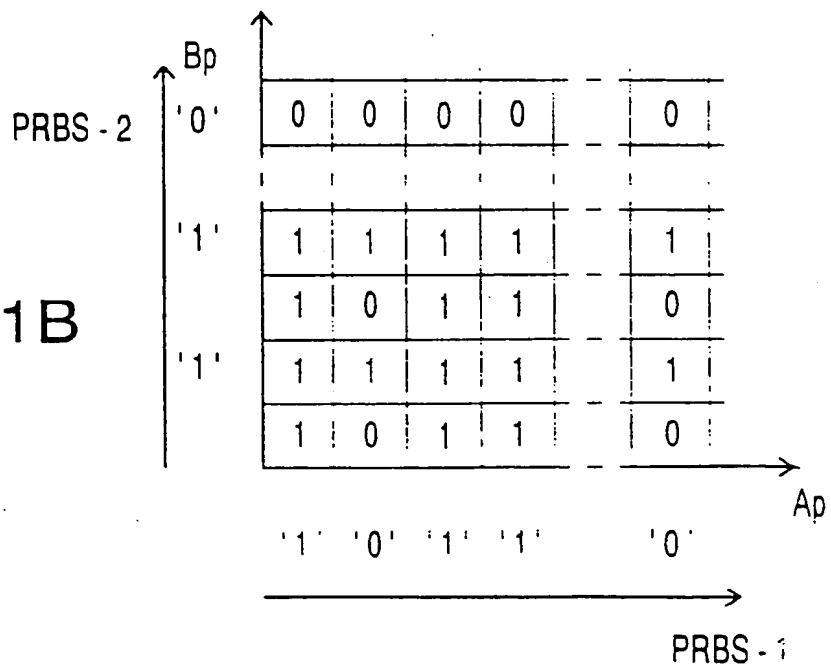 Bp
PRBS - 2 '0' 0 0 0 0 0
'1' 1 1 1 1 1
1 0 1 1 0
1B
'1' 1 1 1 1 1
1 0 1 1 0
Ap
'1' '0' '1' '1' '0'
PRBS - 1